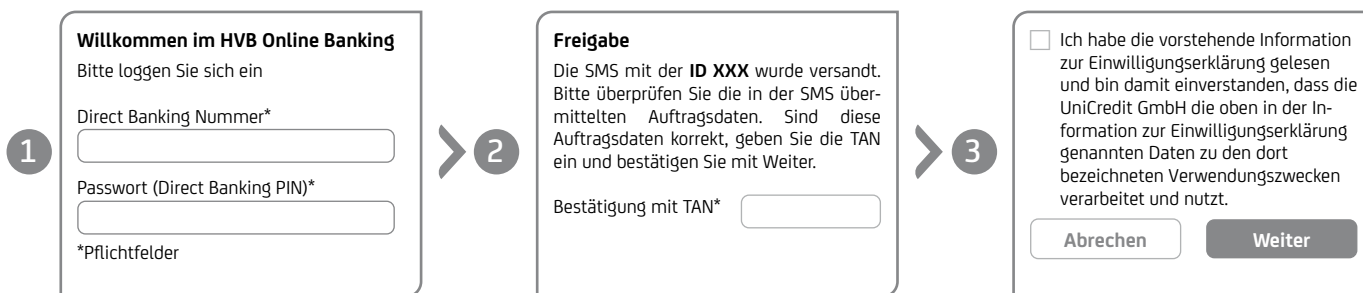 1
Willkommen im HVB Online Banking
Bitte loggen Sie sich ein
Direct Banking Nummer*
Passwort (Direct Banking PIN)*
*Pflichtfelder
2
Freigabe
Die SMS mit der ID XXX wurde versandt.
Bitte überprüfen Sie die in der SMS über-
mittelten Auftragsdaten. Sind diese
Auftragsdaten korrekt, geben Sie die TAN
ein und bestätigen Sie mit Weiter.
Bestätigung mit TAN*
3
Ich habe die vorstehende Information
zur Einwilligungserklärung gelesen
und bin damit einverstanden, dass die
UniCredit GmbH die oben in der In-
formation zur Einwilligungserklärung
genannten Daten zu den dort
bezeichneten Verwendungszwecken
verarbeitet und nutzt.
Abrechen
Weiter